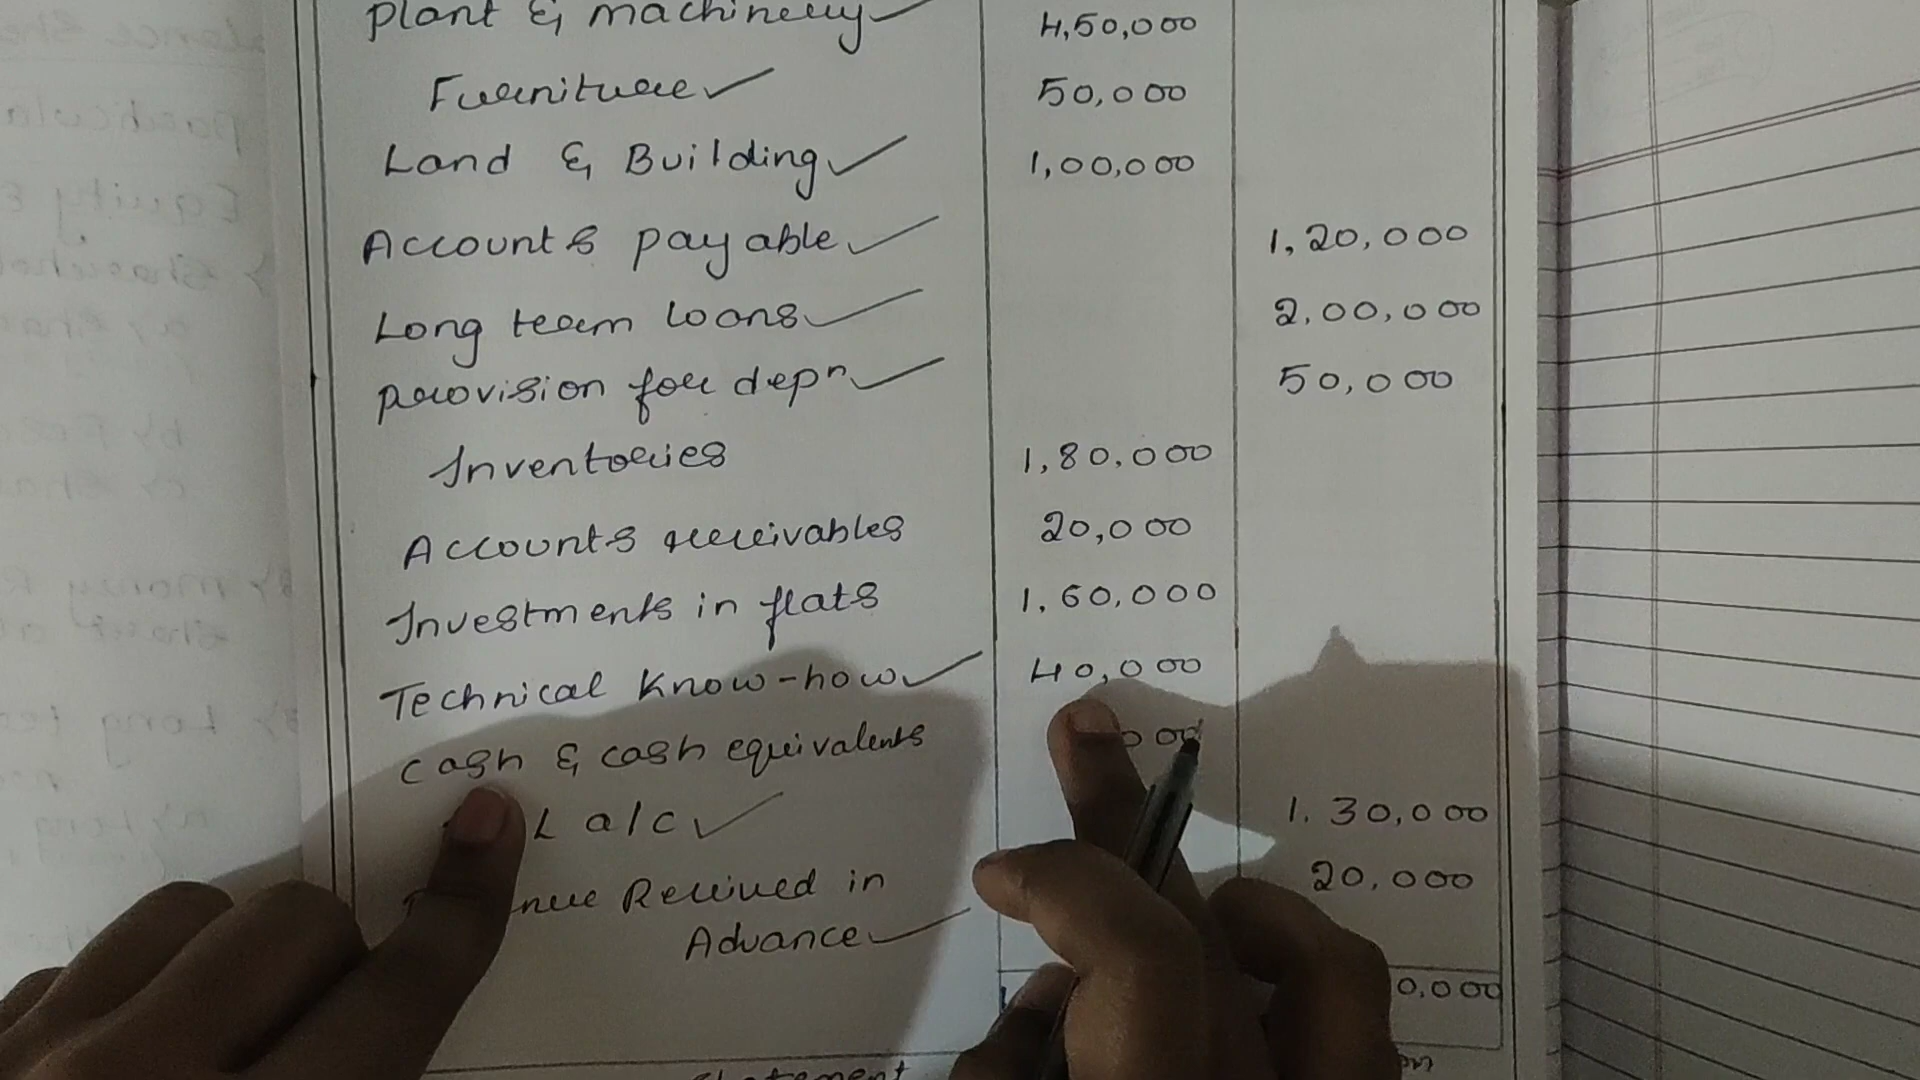 Plant & machinery 4,50,000
Furniture 50,000
Land & Building 1,00,000
Accounts payable 1,20,000
Long term loans 2,00,000
provision for depn 50,000
Inventories 1,80,000
Accounts receivables 20,000
Investments in flats 1,60,000
Technical Know-how 40,000
cash & cash equivalents
L a/c 1.30,000
Received in 20,000
Advance
0,000